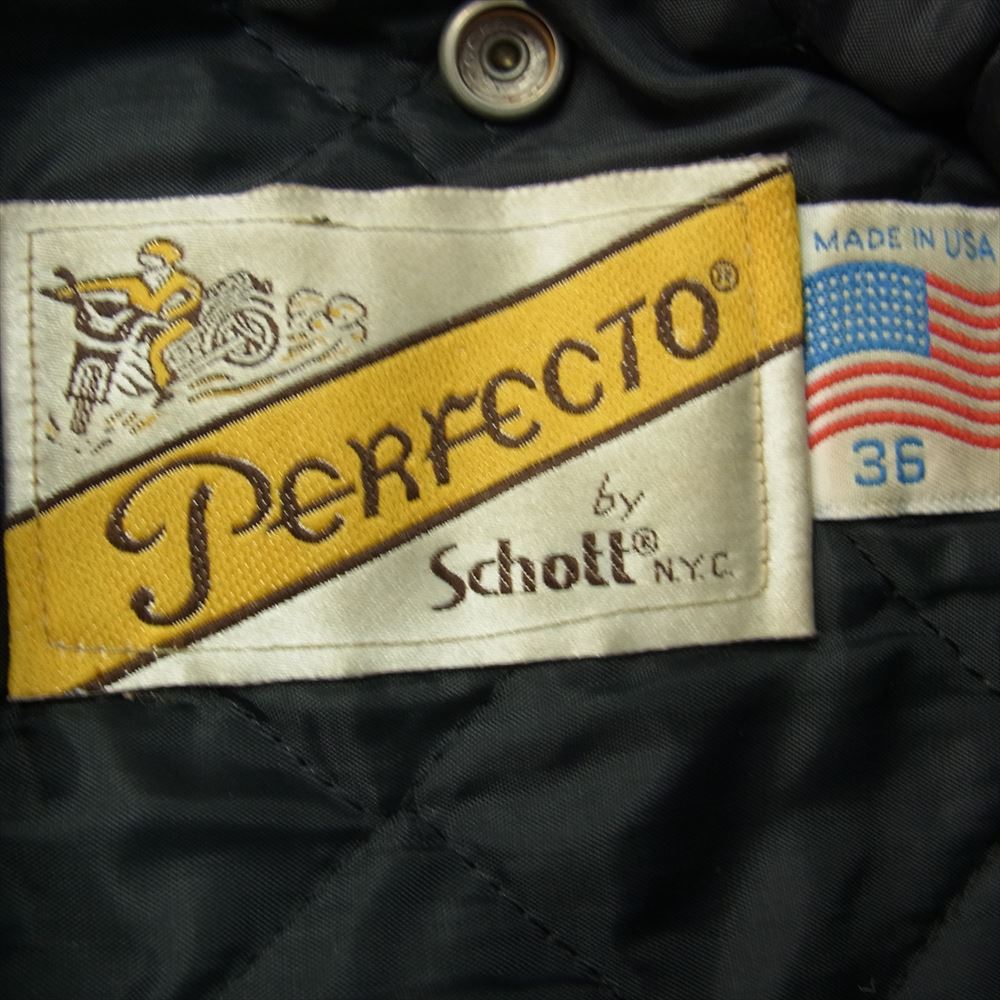 PERFECTO®
by
Schott® N.Y.C.
MADE IN USA
36